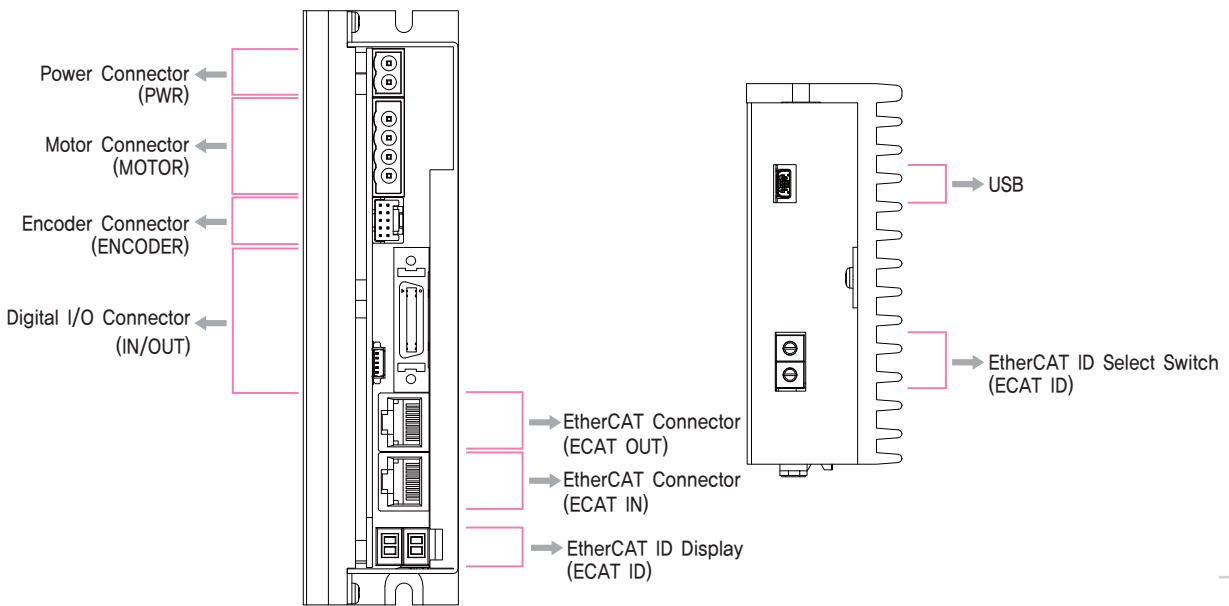 Power Connector
(PWR)
Motor Connector
(MOTOR)
Encoder Connector
(ENCODER)
Digital I/O Connector
(IN/OUT)
EtherCAT Connector
(ECAT OUT)
EtherCAT Connector
(ECAT IN)
EtherCAT ID Display
(ECAT ID)
USB
EtherCAT ID Select Switch
(ECAT ID)